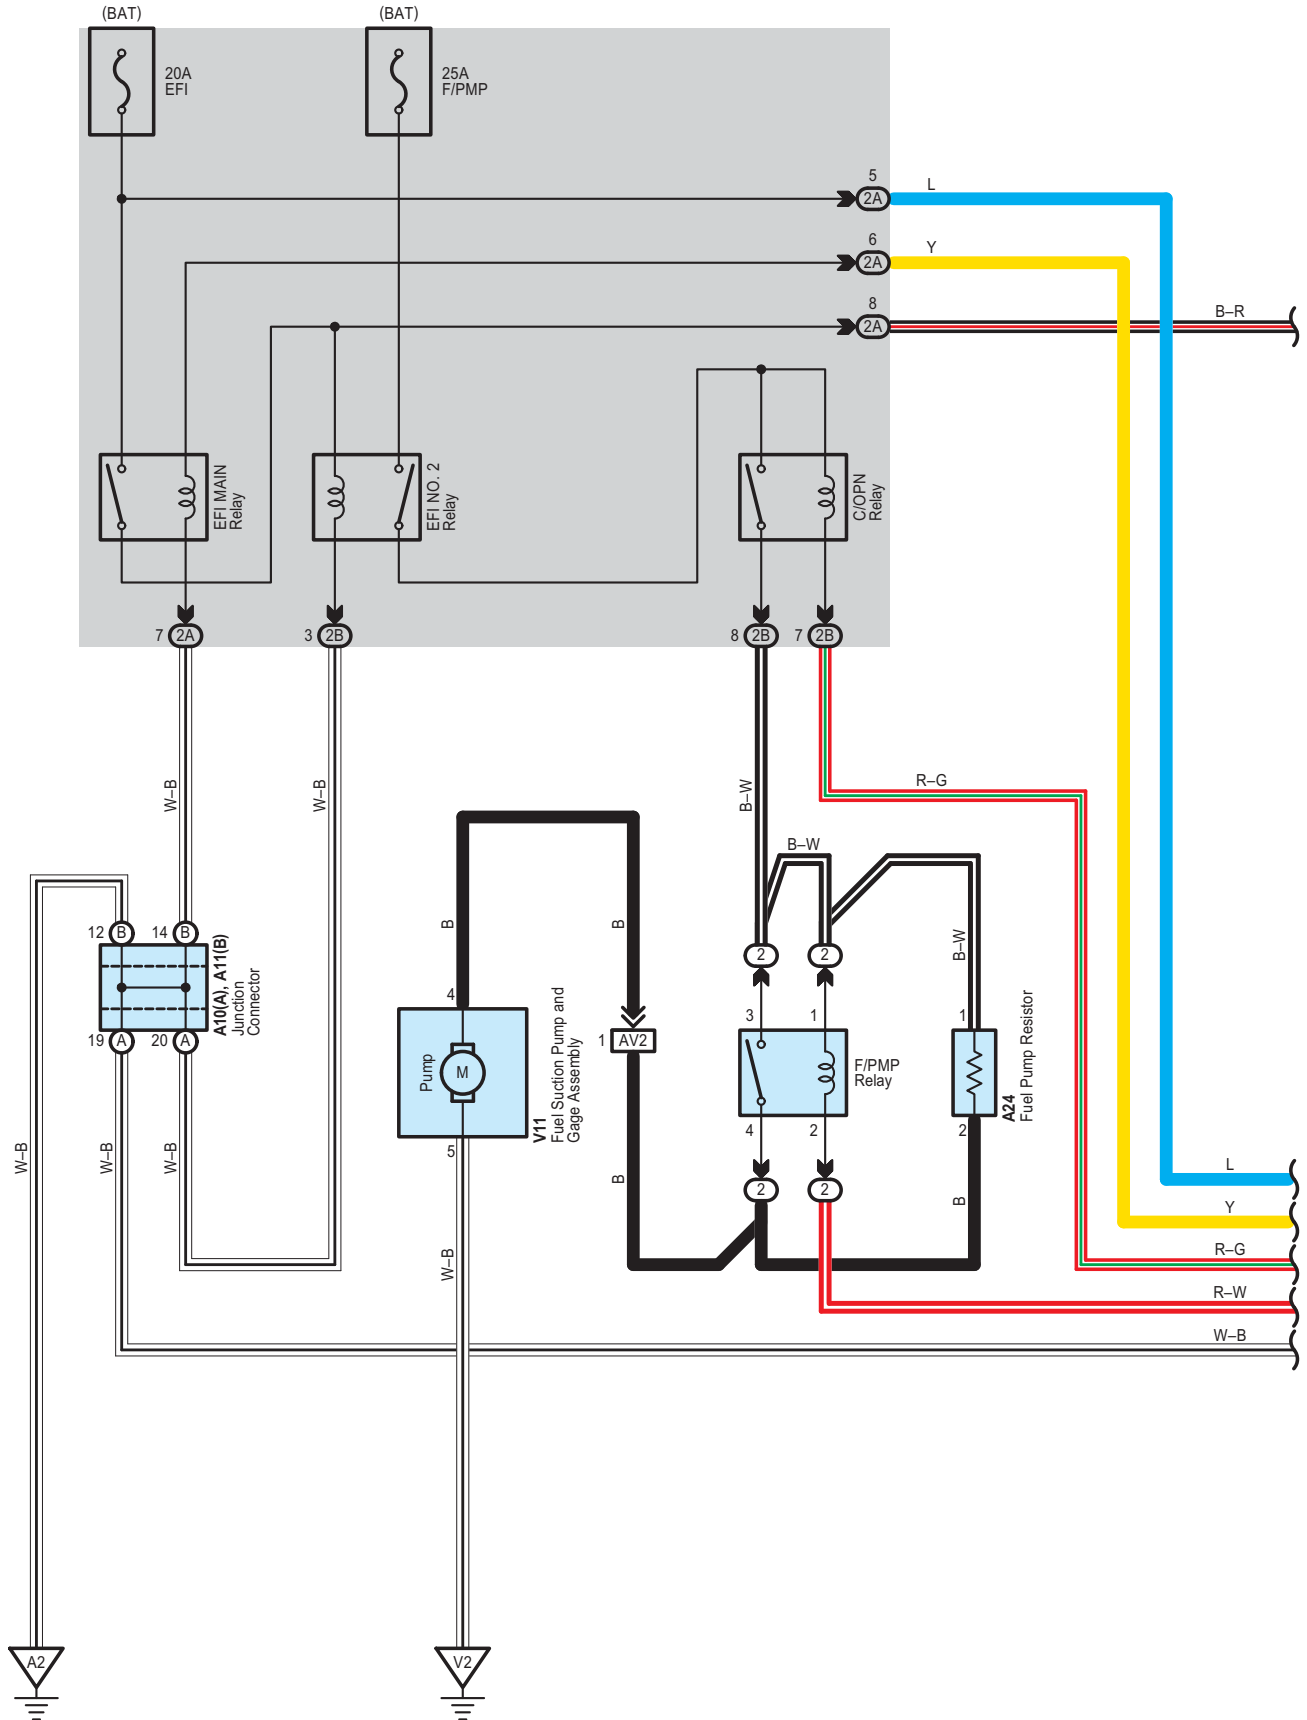 (BAT)
(BAT)
20A
EFI
25A
F/PMP
5
2A
L
6
2A
Y
8
2A
B–R
EFI MAIN
Relay
EFI NO. 2
Relay
C/OPN
Relay
7
2A
3
2B
8
2B
7
2B
W–B
W–B
B–W
R–G
B–W
B
B
B–W
12
B
14
B
2
2
A10(A), A11(B)
Junction
Connector
19
A
20
A
4
Pump
M
V11
Fuel Suction Pump and
Gage Assembly
5
1
AV2
3
1
F/PMP
Relay
4
2
1
A24
Fuel Pump Resistor
2
W–B
W–B
W–B
W–B
B
2
2
B
L
Y
R–G
R–W
W–B
A2
V2